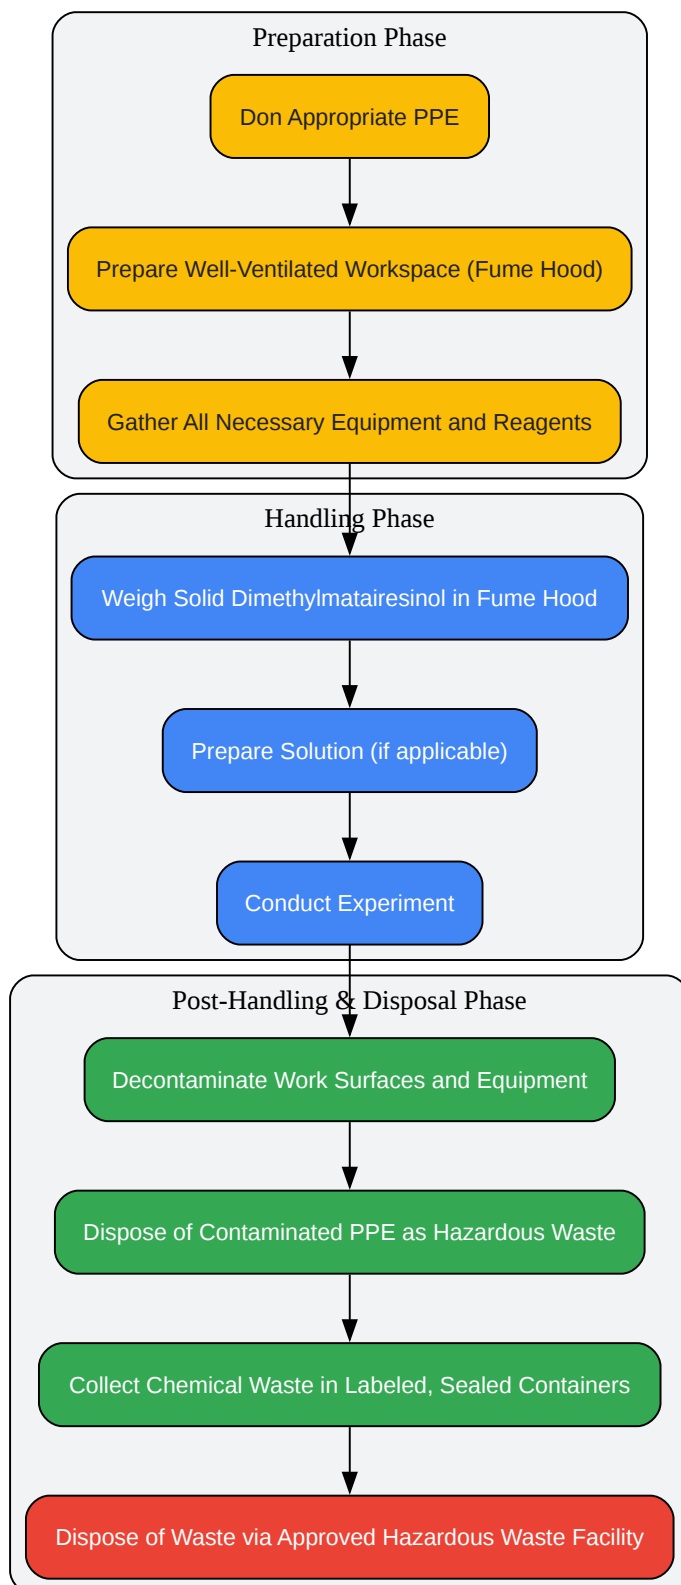 Preparation Phase
Don Appropriate PPE
Prepare Well-Ventilated Workspace (Fume Hood)
Gather All Necessary Equipment and Reagents
Handling Phase
Weigh Solid Dimethylmatairesinol in Fume Hood
Prepare Solution (if applicable)
Conduct Experiment
Post-Handling & Disposal Phase
Decontaminate Work Surfaces and Equipment
Dispose of Contaminated PPE as Hazardous Waste
Collect Chemical Waste in Labeled, Sealed Containers
Dispose of Waste via Approved Hazardous Waste Facility